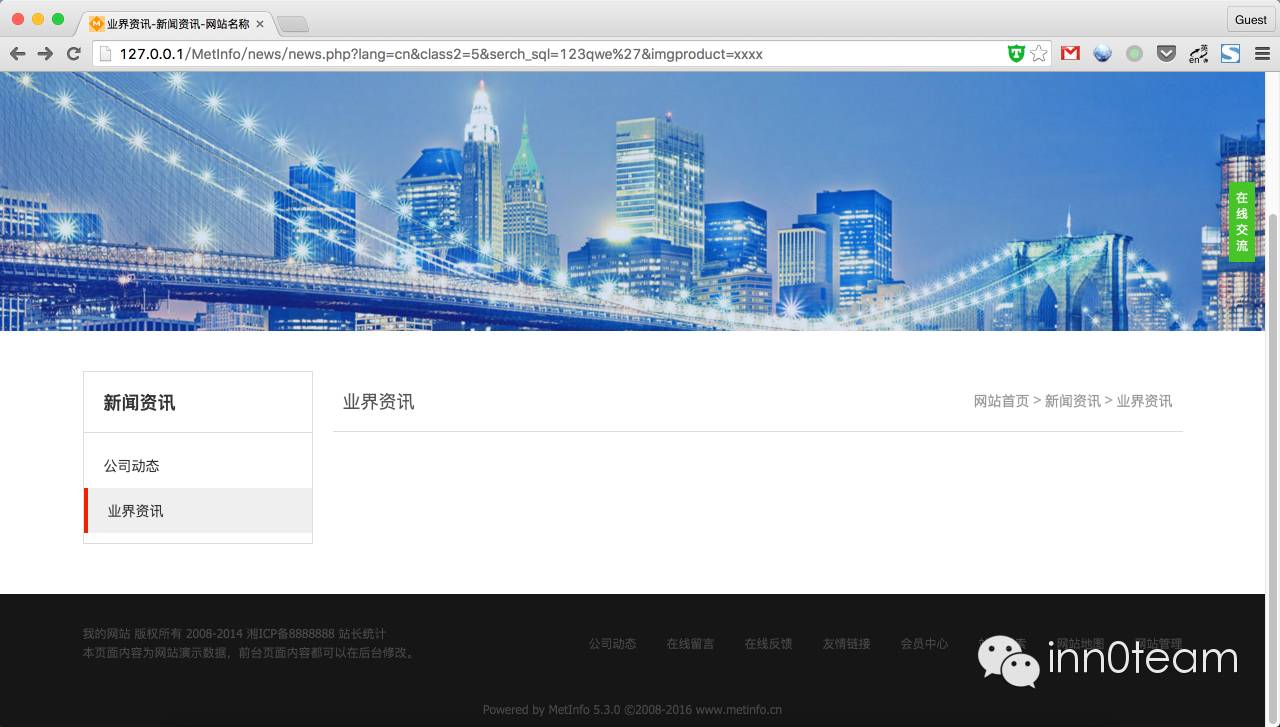 业界资讯-新闻资讯-网站名称
Guest
127.0.0.1/MetInfo/news/news.php?lang=cn&class2=5&serch_sql=123qwe%27&imgproduct=xxxx
在线交流
新闻资讯
公司动态
业界资讯
业界资讯
网站首页 > 新闻资讯 > 业界资讯
我的网站 版权所有 2008-2014 湘ICP备8888888 站长统计
本页面内容为网站演示数据，前台页面内容都可以在后台修改。
公司动态 在线留言 在线反馈 友情链接 会员中心 网站地图 网站管理
inn0team
Powered by MetInfo 5.3.0 ©2008-2016 www.metinfo.cn